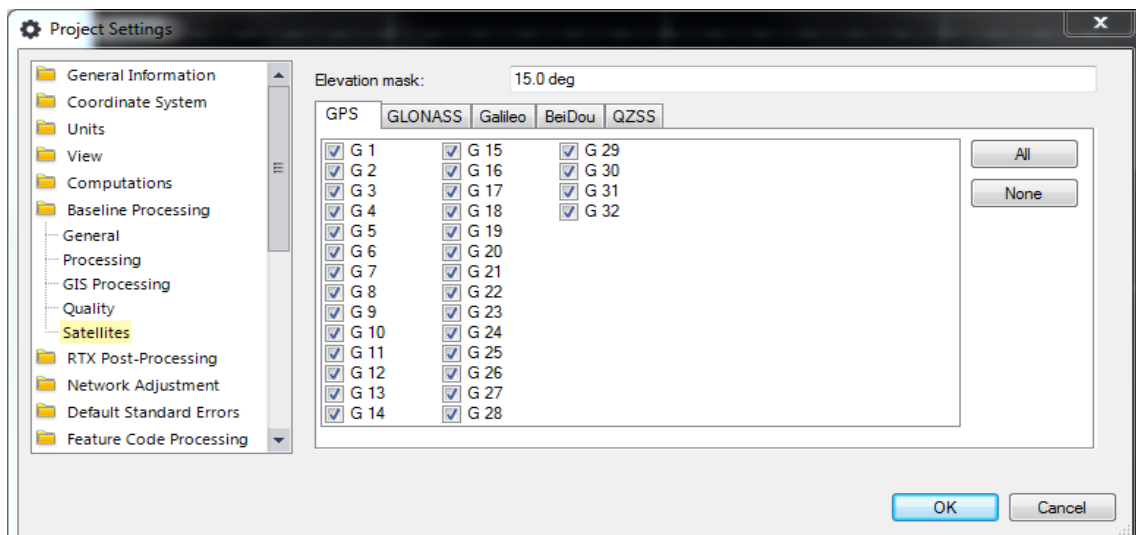 Project Settings
General Information
Coordinate System
Units
View
Computations
Baseline Processing
General
Processing
GIS Processing
Quality
Satellites
RTX Post-Processing
Network Adjustment
Default Standard Errors
Feature Code Processing
Elevation mask: 15.0 deg
GPS GLONASS Galileo BeiDou QZSS
G 1 G 15 G 29
G 2 G 16 G 30
G 3 G 17 G 31
G 4 G 18 G 32
G 5 G 19
G 6 G 20
G 7 G 21
G 8 G 22
G 9 G 23
G 10 G 24
G 11 G 25
G 12 G 26
G 13 G 27
G 14 G 28
All
None
OK Cancel